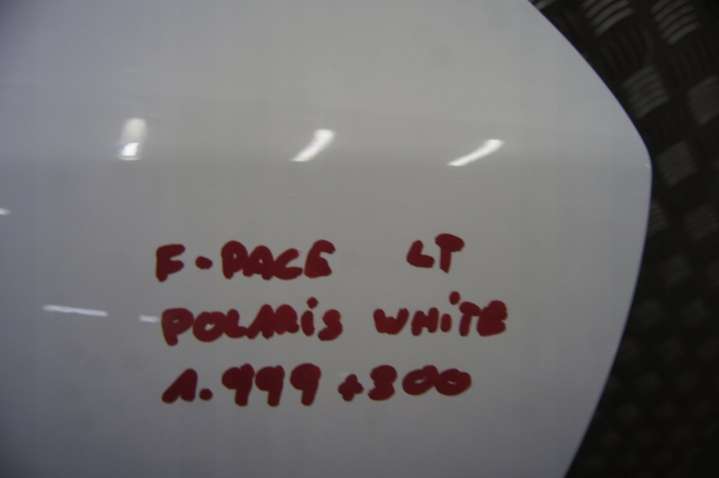 F-PACE LT
POLARiS WHiTE
1.999 +300